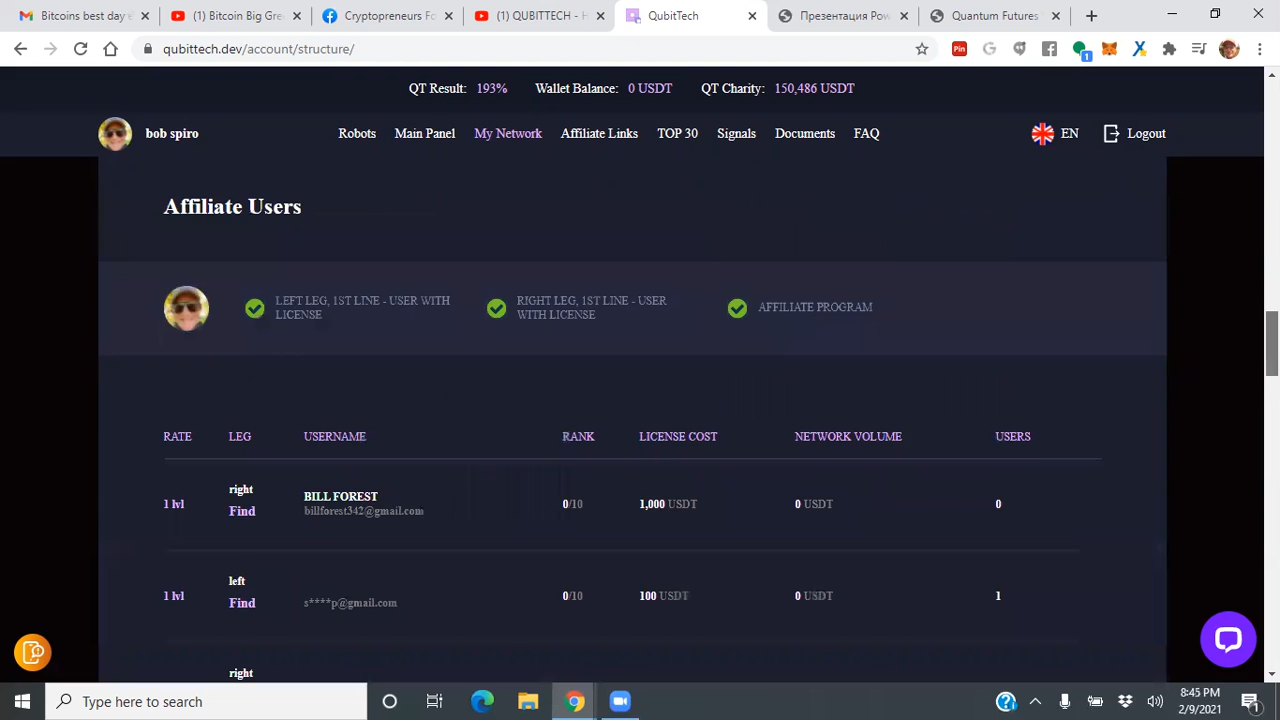 Bitcoins best day é
(1) Bitcoin Big Gre
Cryptopreneurs Fo
(1) QUBITTECH - H
QubitTech
Презентация Pow
Quantum Futures
qubittech.dev/account/structure/
QT Result: 193% Wallet Balance: 0 USDT QT Charity: 150,486 USDT
bob spiro Robots Main Panel My Network Affiliate Links TOP 30 Signals Documents FAQ EN Logout
Affiliate Users
LEFT LEG, 1ST LINE - USER WITH
LICENSE
RIGHT LEG, 1ST LINE - USER
WITH LICENSE
AFFILIATE PROGRAM
RATE LEG USERNAME RANK LICENSE COST NETWORK VOLUME USERS
1 lvl
right
Find
BILL FOREST
billforest342@gmail.com
0/10 1,000 USDT 0 USDT 0
1 lvl
left
Find
s****p@gmail.com
0/10 100 USDT 0 USDT 1
right
Type here to search
8:45 PM
2/9/2021